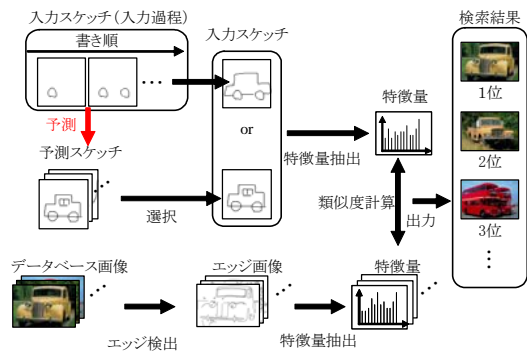 入力スケッチ(入力過程)
書き順
・・・
予測
予測スケッチ
選択
入力スケッチ
or
特徴量抽出
特徴量
類似度計算
出力
検索結果
1位
2位
3位
データベース画像
エッジ検出
エッジ画像
特徴量抽出
特徴量